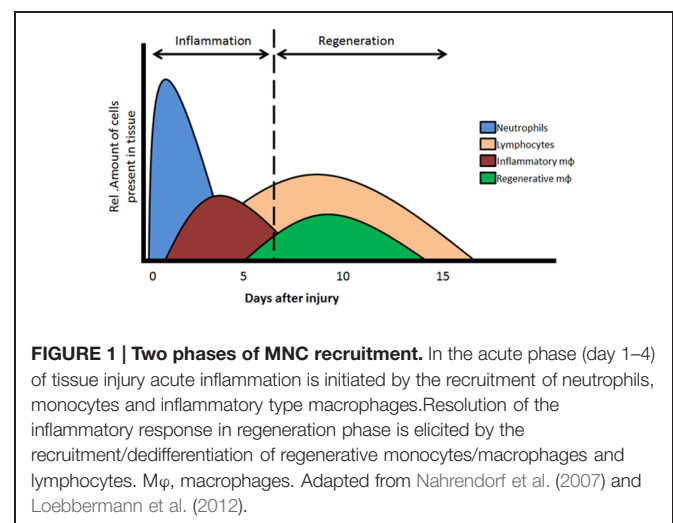 Inflammation Regeneration
Rel. Amount of cells
present in tissue
Neutrophils
Lymphocytes
Inflammatory mϕ
Regenerative mϕ
0 5 10 15
Days after injury
FIGURE 1 | Two phases of MNC recruitment. In the acute phase (day 1–4)
of tissue injury acute inflammation is initiated by the recruitment of neutrophils,
monocytes and inflammatory type macrophages.Resolution of the
inflammatory response in regeneration phase is elicited by the
recruitment/dedifferentiation of regenerative monocytes/macrophages and
lymphocytes. Mφ, macrophages. Adapted from Nahrendorf et al. (2007) and
Loebbermann et al. (2012).